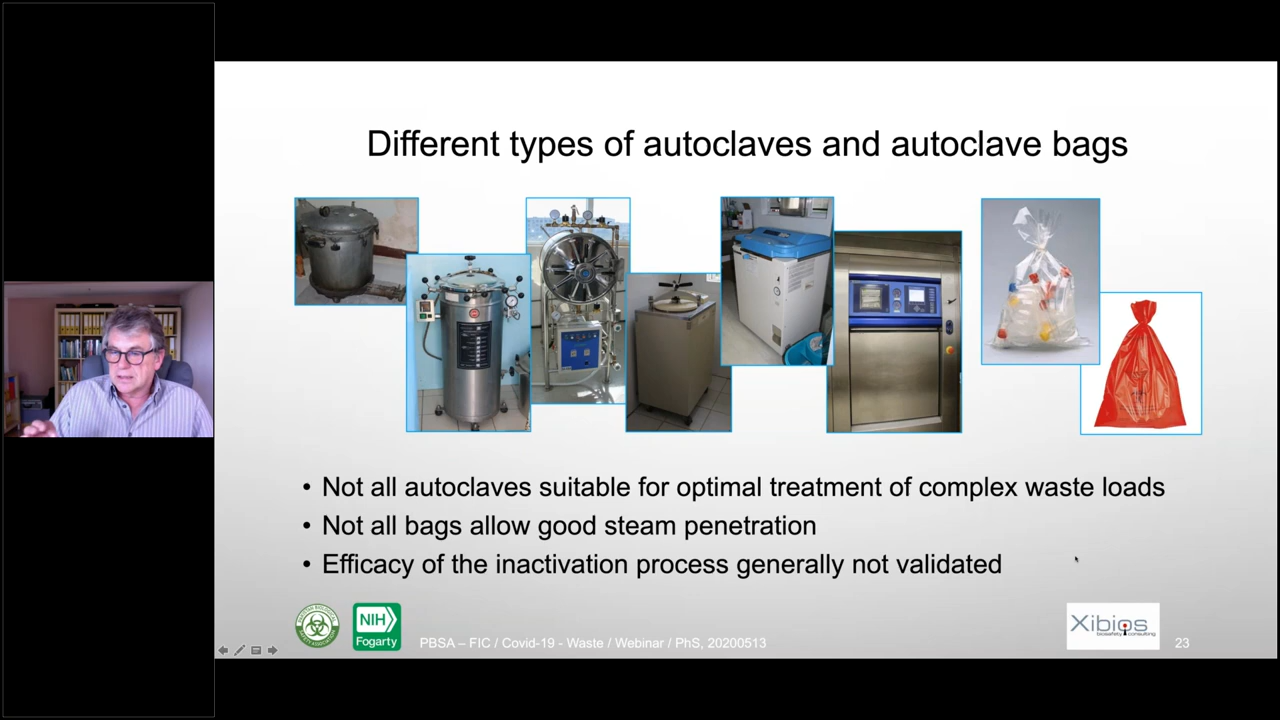 Different types of autoclaves and autoclave bags
• Not all autoclaves suitable for optimal treatment of complex waste loads
• Not all bags allow good steam penetration
• Efficacy of the inactivation process generally not validated
NIH
Fogarty
PBSA – FIC / Covid-19 - Waste / Webinar / PhS, 20200513
Xibios
biosafety consulting
23